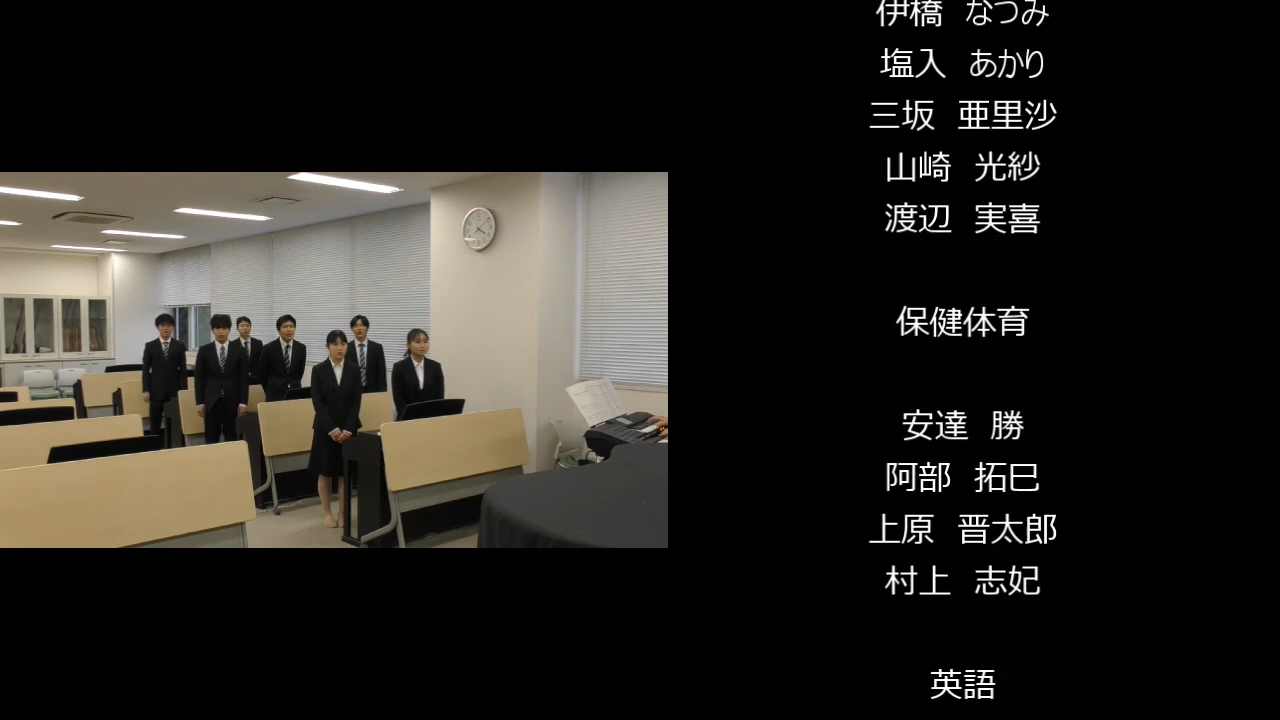 伊橋 なつみ
塩入 あかり
三坂 亜里沙
山崎 光紗
渡辺 実喜
保健体育
安達 勝
阿部 拓巳
上原 晋太郎
村上 志妃
英語